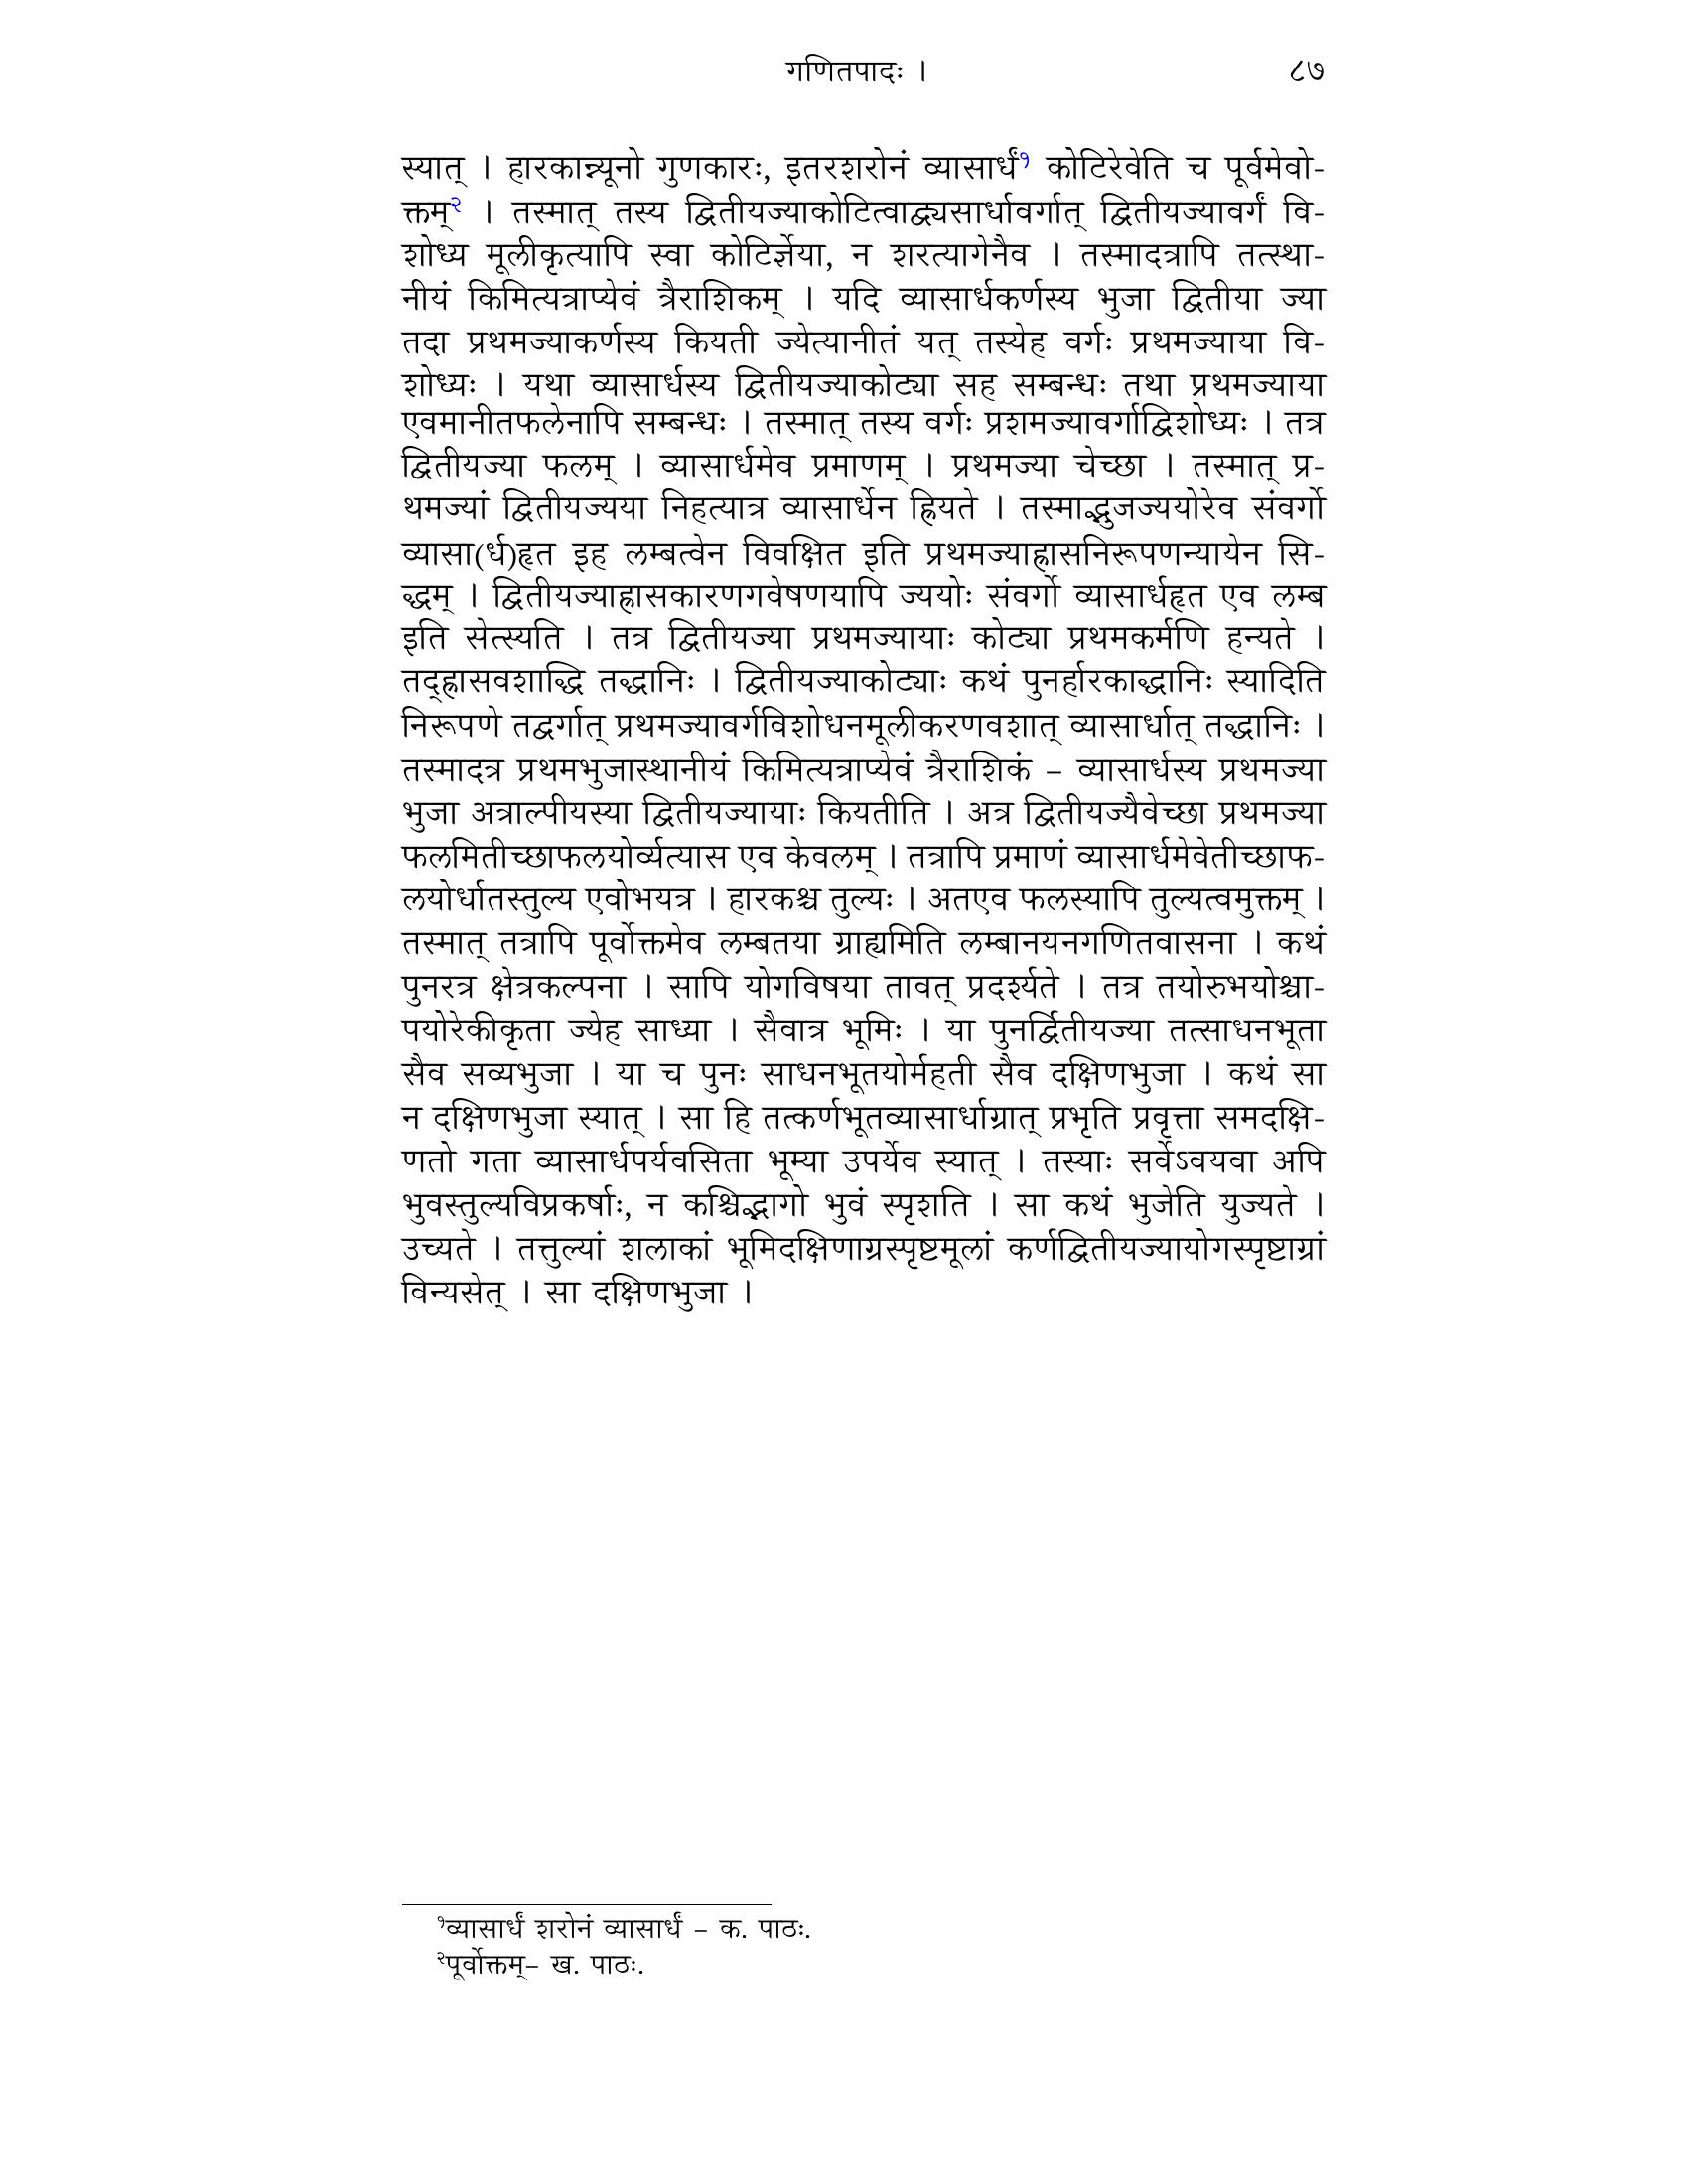 गणितपादः । ८७
स्यात् । हारकान्न्यूनो गुणकारः, इतरशरोनं व्यासार्धं१ कोटिरेवेति च पूर्वमेवो-
क्तम्२ । तस्मात् तस्य द्वितीयज्याकोटित्वाद्व्यसार्धावर्गात् द्वितीयज्यावर्गं वि-
शोध्य मूलीकृत्यापि स्वा कोटिर्ज्ञेया, न शरत्यागेनैव । तस्मादत्रापि तत्स्था-
नीयं किमित्यत्राप्येवं त्रैराशिकम् । यदि व्यासार्धकर्णस्य भुजा द्वितीया ज्या
तदा प्रथमज्याकर्णस्य कियती ज्येत्यानीतं यत् तस्येह वर्गः प्रथमज्याया वि-
शोध्यः । यथा व्यासार्धस्य द्वितीयज्याकोट्या सह सम्बन्धः तथा प्रथमज्याया
एवमानीतफलेनापि सम्बन्धः । तस्मात् तस्य वर्गः प्रशमज्यावर्गाद्विशोध्यः । तत्र
द्वितीयज्या फलम् । व्यासार्धमेव प्रमाणम् । प्रथमज्या चेच्छा । तस्मात् प्र-
थमज्यां द्वितीयज्यया निहत्यात्र व्यासार्धेन ह्रियते । तस्माद्भुजज्ययोरेव संवर्गो
व्यासा(र्ध)हृत इह लम्बत्वेन विवक्षित इति प्रथमज्याह्रासनिरूपणन्यायेन सि-
द्धम् । द्वितीयज्याह्रासकारणगवेषणयापि ज्ययोः संवर्गो व्यासार्धहृत एव लम्ब
इति सेत्स्यति । तत्र द्वितीयज्या प्रथमज्यायाः कोट्या प्रथमकर्मणि हन्यते ।
तद्ह्रासवशाद्धि तद्धानिः । द्वितीयज्याकोट्याः कथं पुनर्हारकाद्धानिः स्यादिति
निरूपणे तद्वर्गात् प्रथमज्यावर्गविशोधनमूलीकरणवशात् व्यासार्धात् तद्धानिः ।
तस्मादत्र प्रथमभुजास्थानीयं किमित्यत्राप्येवं त्रैराशिकं – व्यासार्धस्य प्रथमज्या
भुजा अत्राल्पीयस्या द्वितीयज्यायाः कियतीति । अत्र द्वितीयज्यैवेच्छा प्रथमज्या
फलमितीच्छाफलयोर्व्यत्यास एव केवलम् । तत्रापि प्रमाणं व्यासार्धमेवेतीच्छाफ-
लयोर्धातस्तुल्य एवोभयत्र । हारकश्च तुल्यः । अतएव फलस्यापि तुल्यत्वमुक्तम् ।
तस्मात् तत्रापि पूर्वोक्तमेव लम्बतया ग्राह्यमिति लम्बानयनगणितवासना । कथं
पुनरत्र क्षेत्रकल्पना । सापि योगविषया तावत् प्रदर्श्यते । तत्र तयोरुभयोश्चा-
पयोरेकीकृता ज्येह साध्या । सैवात्र भूमिः । या पुनर्द्वितीयज्या तत्साधनभूता
सैव सव्यभुजा । या च पुनः साधनभूतयोर्महती सैव दक्षिणभुजा । कथं सा
न दक्षिणभुजा स्यात् । सा हि तत्कर्णभूतव्यासार्धाग्रात् प्रभृति प्रवृत्ता समदक्षि-
णतो गता व्यासार्धपर्यवसिता भूम्या उपर्येव स्यात् । तस्याः सर्वेऽवयवा अपि
भुवस्तुल्यविप्रकर्षाः, न कश्चिद्भागो भुवं स्पृशति । सा कथं भुजेति युज्यते ।
उच्यते । तत्तुल्यां शलाकां भूमिदक्षिणाग्रस्पृष्टमूलां कर्णद्वितीयज्यायोगस्पृष्टाग्रां
विन्यसेत् । सा दक्षिणभुजा ।
१व्यासार्धं शरोनं व्यासार्धं – क. पाठः.
२पूर्वोक्तम्– ख. पाठः.